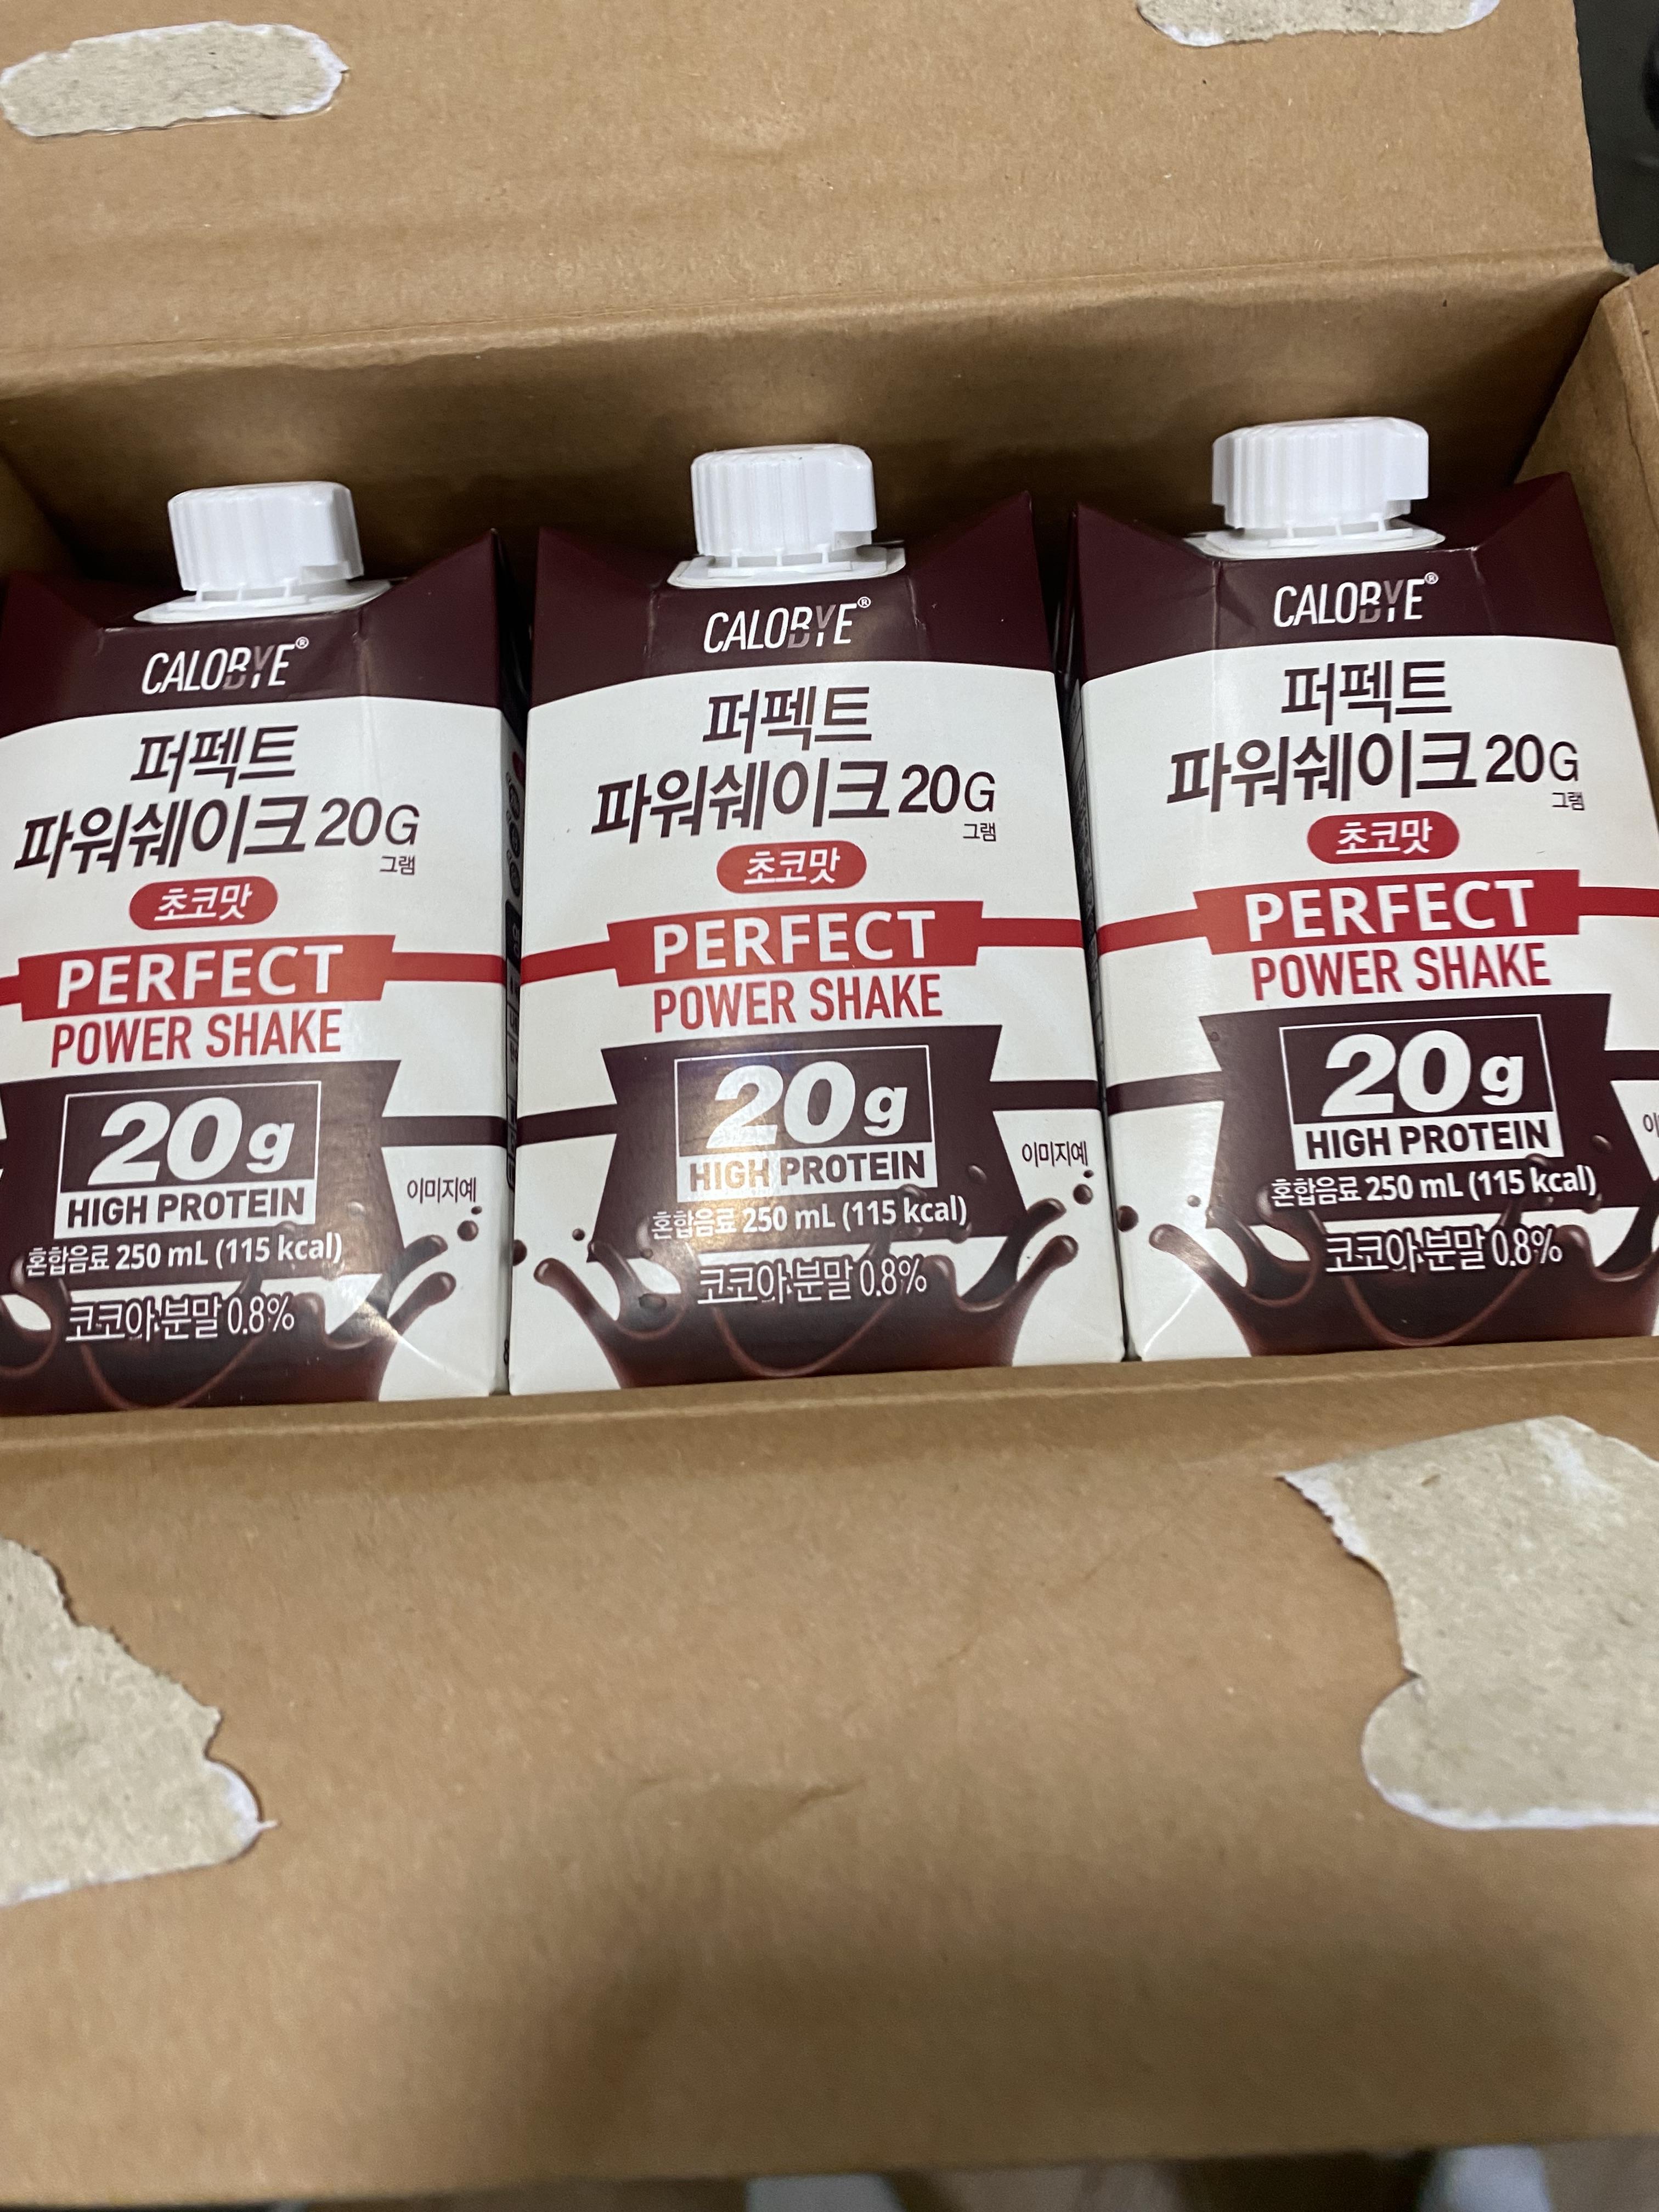 CALOBYE®
퍼펙트
파워쉐이크 20G
그램
초코맛
PERFECT
POWER SHAKE
20g
HIGH PROTEIN
이미지예
혼합음료 250 mL (115 kcal)
코코아분말 0.8%
CALOBYE®
퍼펙트
파워쉐이크 20G
그램
초코맛
PERFECT
POWER SHAKE
20g
HIGH PROTEIN
이미지예
혼합음료 250 mL (115 kcal)
코코아분말 0.8%
CALOBYE®
퍼펙트
파워쉐이크 20G
그램
초코맛
PERFECT
POWER SHAKE
20g
HIGH PROTEIN
혼합음료 250 mL (115 kcal)
코코아분말 0.8%